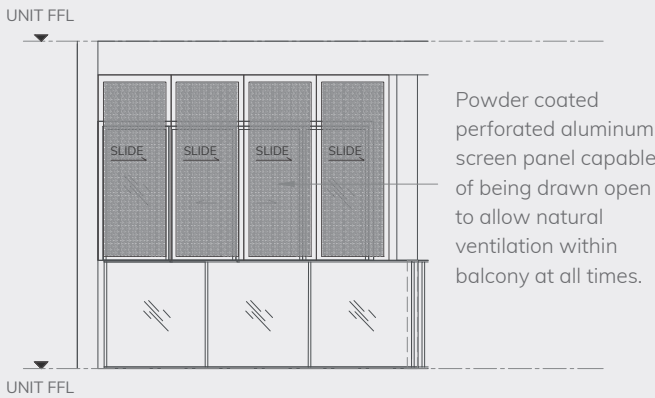 UNIT FFL
SLIDE
SLIDE
SLIDE
SLIDE
Powder coated
perforated aluminum
screen panel capable
of being drawn open
to allow natural
ventilation within
balcony at all times.
UNIT FFL